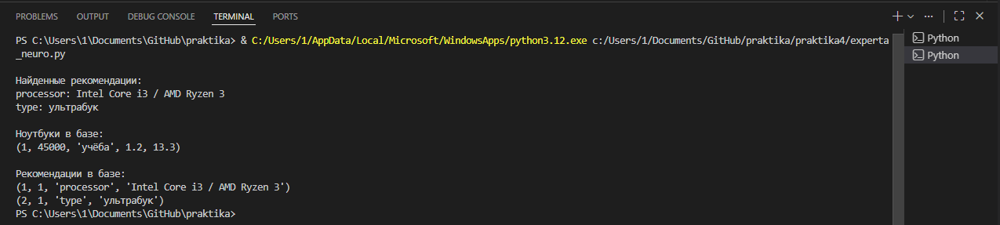 PROBLEMS OUTPUT DEBUG CONSOLE TERMINAL PORTS
PS C:\Users\1\Documents\GitHub\praktika> & C:/Users/1/AppData/Local/Microsoft/WindowsApps/python3.12.exe c:/Users/1/Documents/GitHub/praktika/praktika4/experta
_neuro.py
Найденные рекомендации:
processor: Intel Core i3 / AMD Ryzen 3
type: ультрабук
Ноутбуки в базе:
(1, 45000, 'учёба', 1.2, 13.3)
Рекомендации в базе:
(1, 1, 'processor', 'Intel Core i3 / AMD Ryzen 3')
(2, 1, 'type', 'ультрабук')
PS C:\Users\1\Documents\GitHub\praktika>
Python
Python